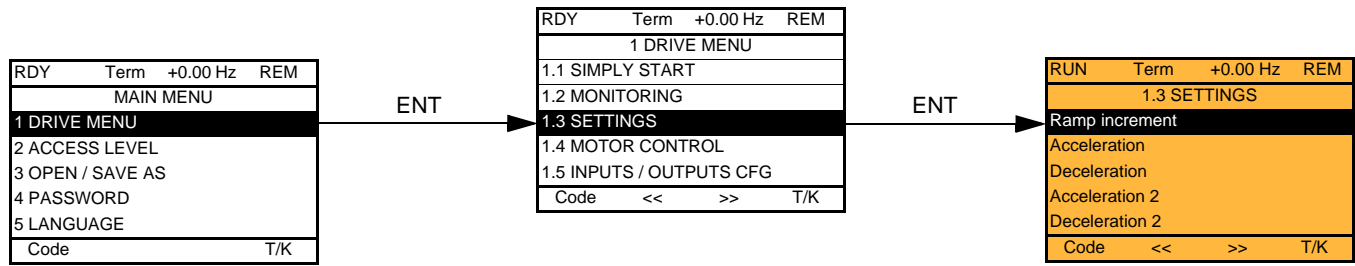 RDY Term +0.00 Hz REM
MAIN MENU
1 DRIVE MENU
2 ACCESS LEVEL
3 OPEN / SAVE AS
4 PASSWORD
5 LANGUAGE
Code T/K
ENT
RDY Term +0.00 Hz REM
1 DRIVE MENU
1.1 SIMPLY START
1.2 MONITORING
1.3 SETTINGS
1.4 MOTOR CONTROL
1.5 INPUTS / OUTPUTS CFG
Code << >> T/K
ENT
RUN Term +0.00 Hz REM
1.3 SETTINGS
Ramp increment
Acceleration
Deceleration
Acceleration 2
Deceleration 2
Code << >> T/K